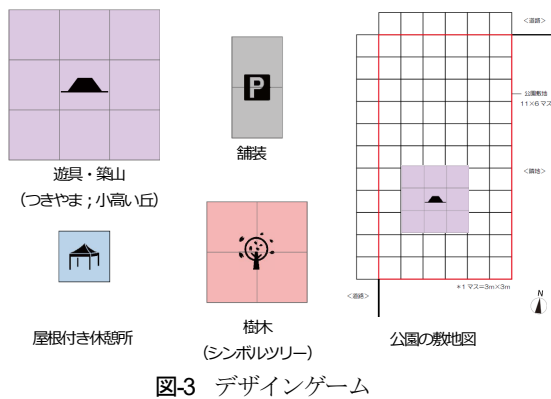 遊具・築山
(つきやま；小高い丘)
P
舗装
屋根付き休憩所
樹木
(シンボルツリー)
<道路>
公園敷地
11×6マス
<隣地>
*1マス=3m×3m
<道路>
N
公園の敷地図
図-3 デザインゲーム